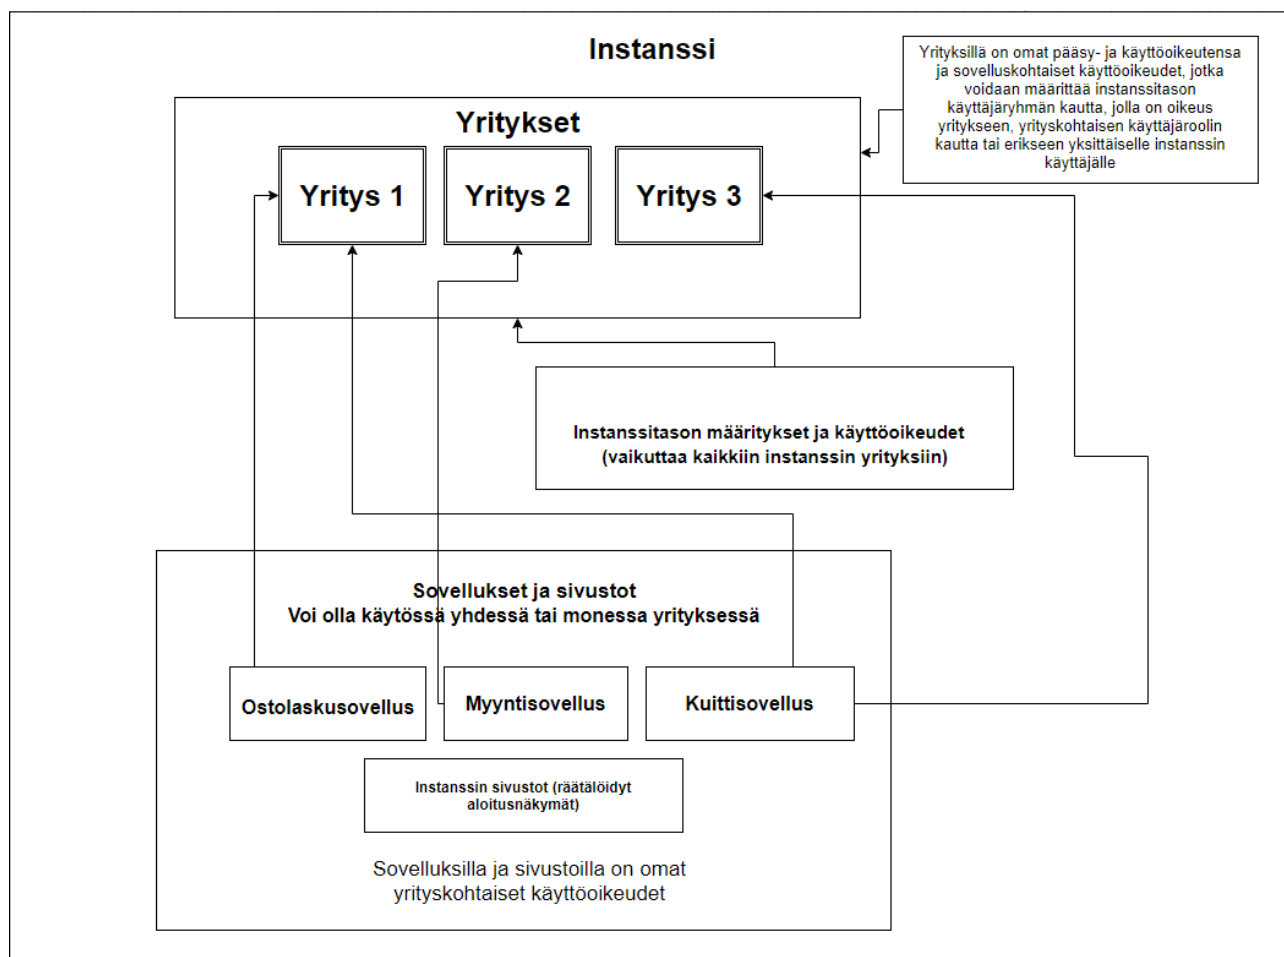 Instanssi
Yrityksillä on omat pääsy- ja käyttöoikeutensa
ja sovelluskohtaiset käyttöoikeudet, jotka
voidaan määrittää instanssitason
käyttäjäryhmän kautta, jolla on oikeus
yritykseen, yrityskohtaisen käyttäjäroolin
kautta tai erikseen yksittäiselle instanssin
käyttäjälle
Yritykset
Yritys 1
Yritys 2
Yritys 3
Instanssitason määritykset ja käyttöoikeudet
(vaikuttaa kaikkiin instanssin yrityksiin)
Sovellukset ja sivustot
Voi olla käytössä yhdessä tai monessa yrityksessä
Ostolaskusovellus
Myyntisovellus
Kuittisovellus
Instanssin sivustot (räätälöidyt
aloitusnäkymät)
Sovelluksilla ja sivustoilla on omat
yrityskohtaiset käyttöoikeudet